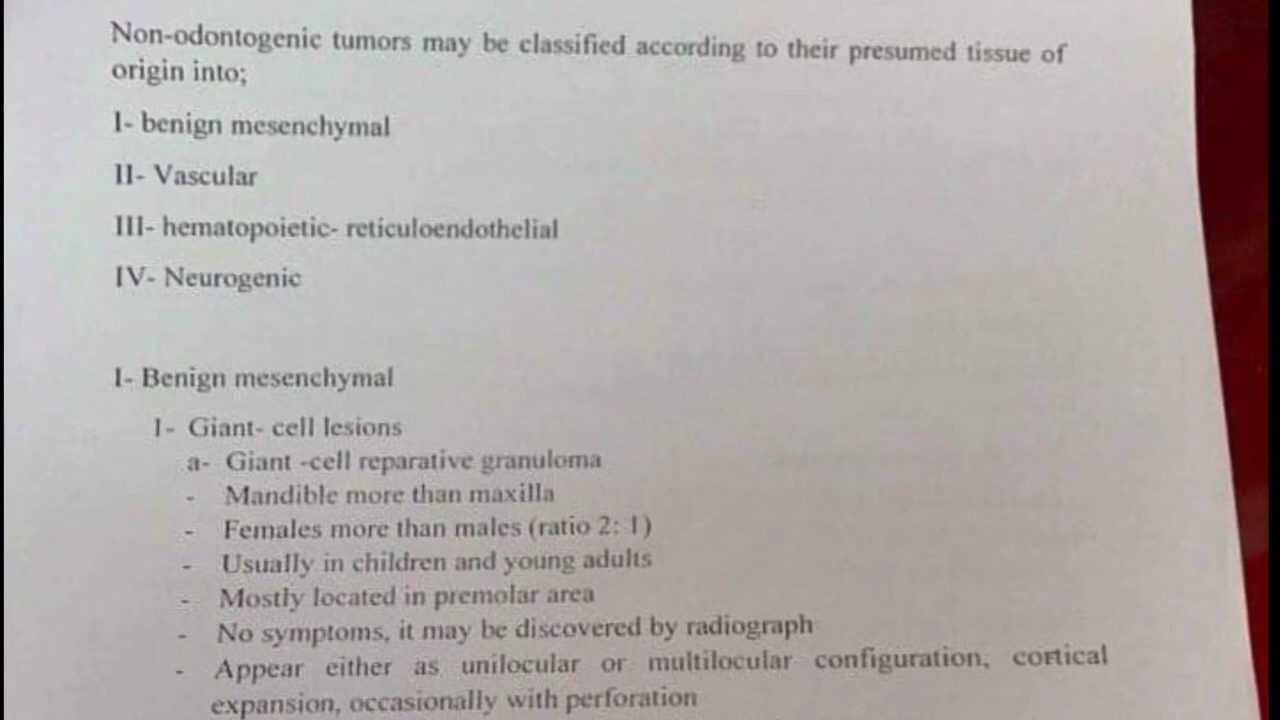 Non-odontogenic tumors may be classified according to their presumed tissue of
origin into;
I- benign mesenchymal
II- Vascular
III- hematopoietic- reticuloendothelial
IV- Neurogenic
I- Benign mesenchymal
1- Giant- cell lesions
a- Giant -cell reparative granuloma
- Mandible more than maxilla
- Females more than males (ratio 2: 1)
- Usually in children and young adults
- Mostly located in premolar area
- No symptoms, it may be discovered by radiograph
- Appear either as unilocular or multilocular configuration, cortical
expansion, occasionally with perforation